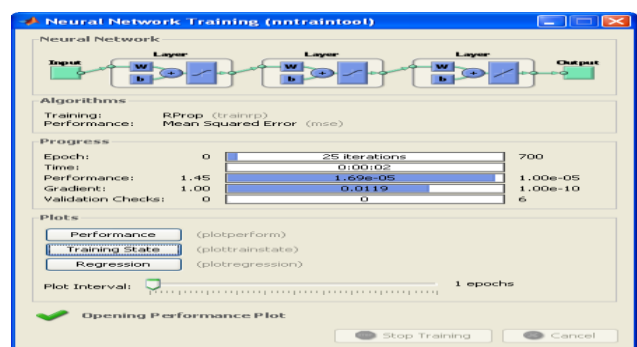 Neural Network Training (nntraintool)
Neural Network
Layer Layer Layer
Input W b + W b + W b + Output
Algorithms
Training: RProp (trainrp)
Performance: Mean Squared Error (mse)
Progress
Epoch: 0 25 iterations 700
Time: 0:00:02
Performance: 1.45 1.69e-05 1.00e-05
Gradient: 1.00 0.0119 1.00e-10
Validation Checks: 0 0 6
Plots
Performance (plotperform)
Training State (plottrainstate)
Regression (plotregression)
Plot Interval: 1 epochs
Opening Performance Plot
Stop Training Cancel